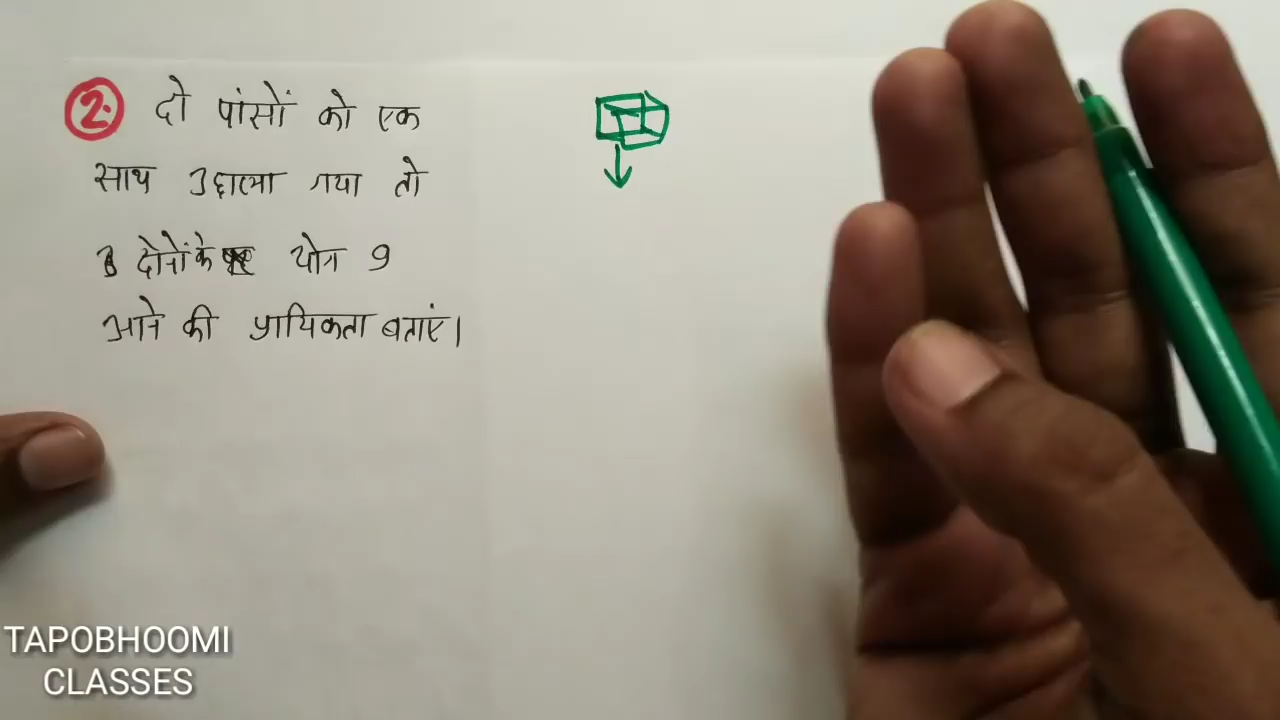 2. दो पांसों को एक
साथ उछाला गया तो
दोनों के योग 9
आने की प्रायिकता बताएं।
TAPOBHOOMI
CLASSES